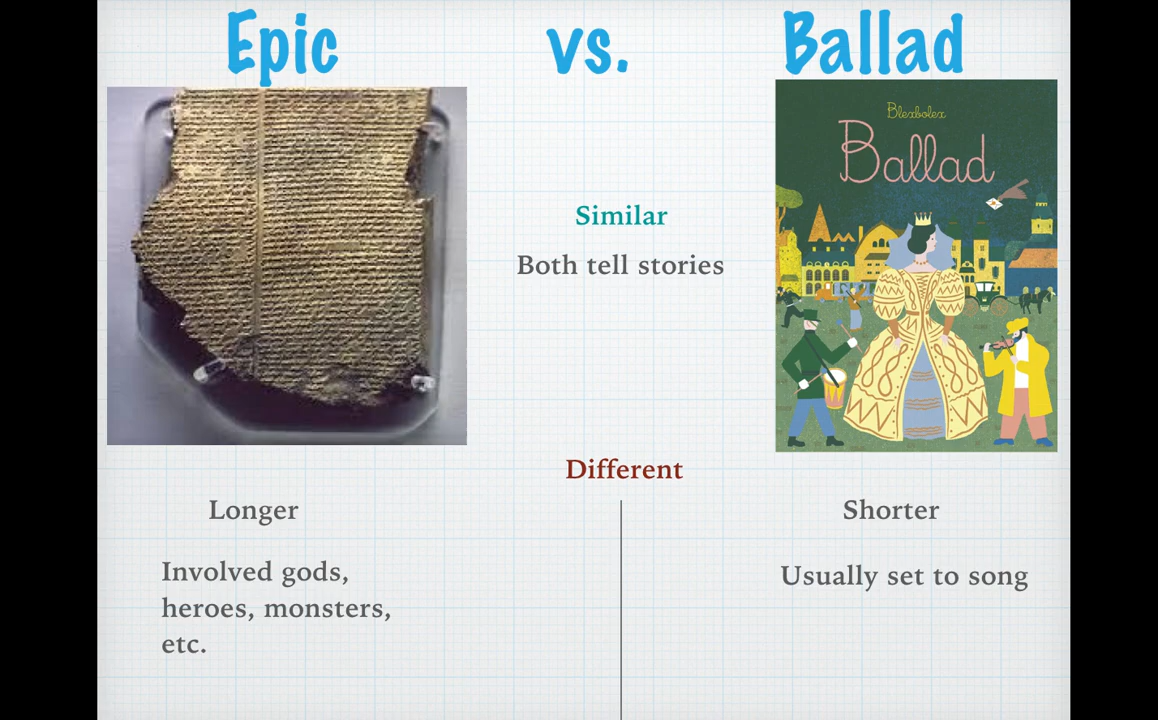 Epic vs. Ballad
Blexbolex
Ballad
Similar
Both tell stories
Different
Longer
Shorter
Involved gods,
heroes, monsters,
etc.
Usually set to song